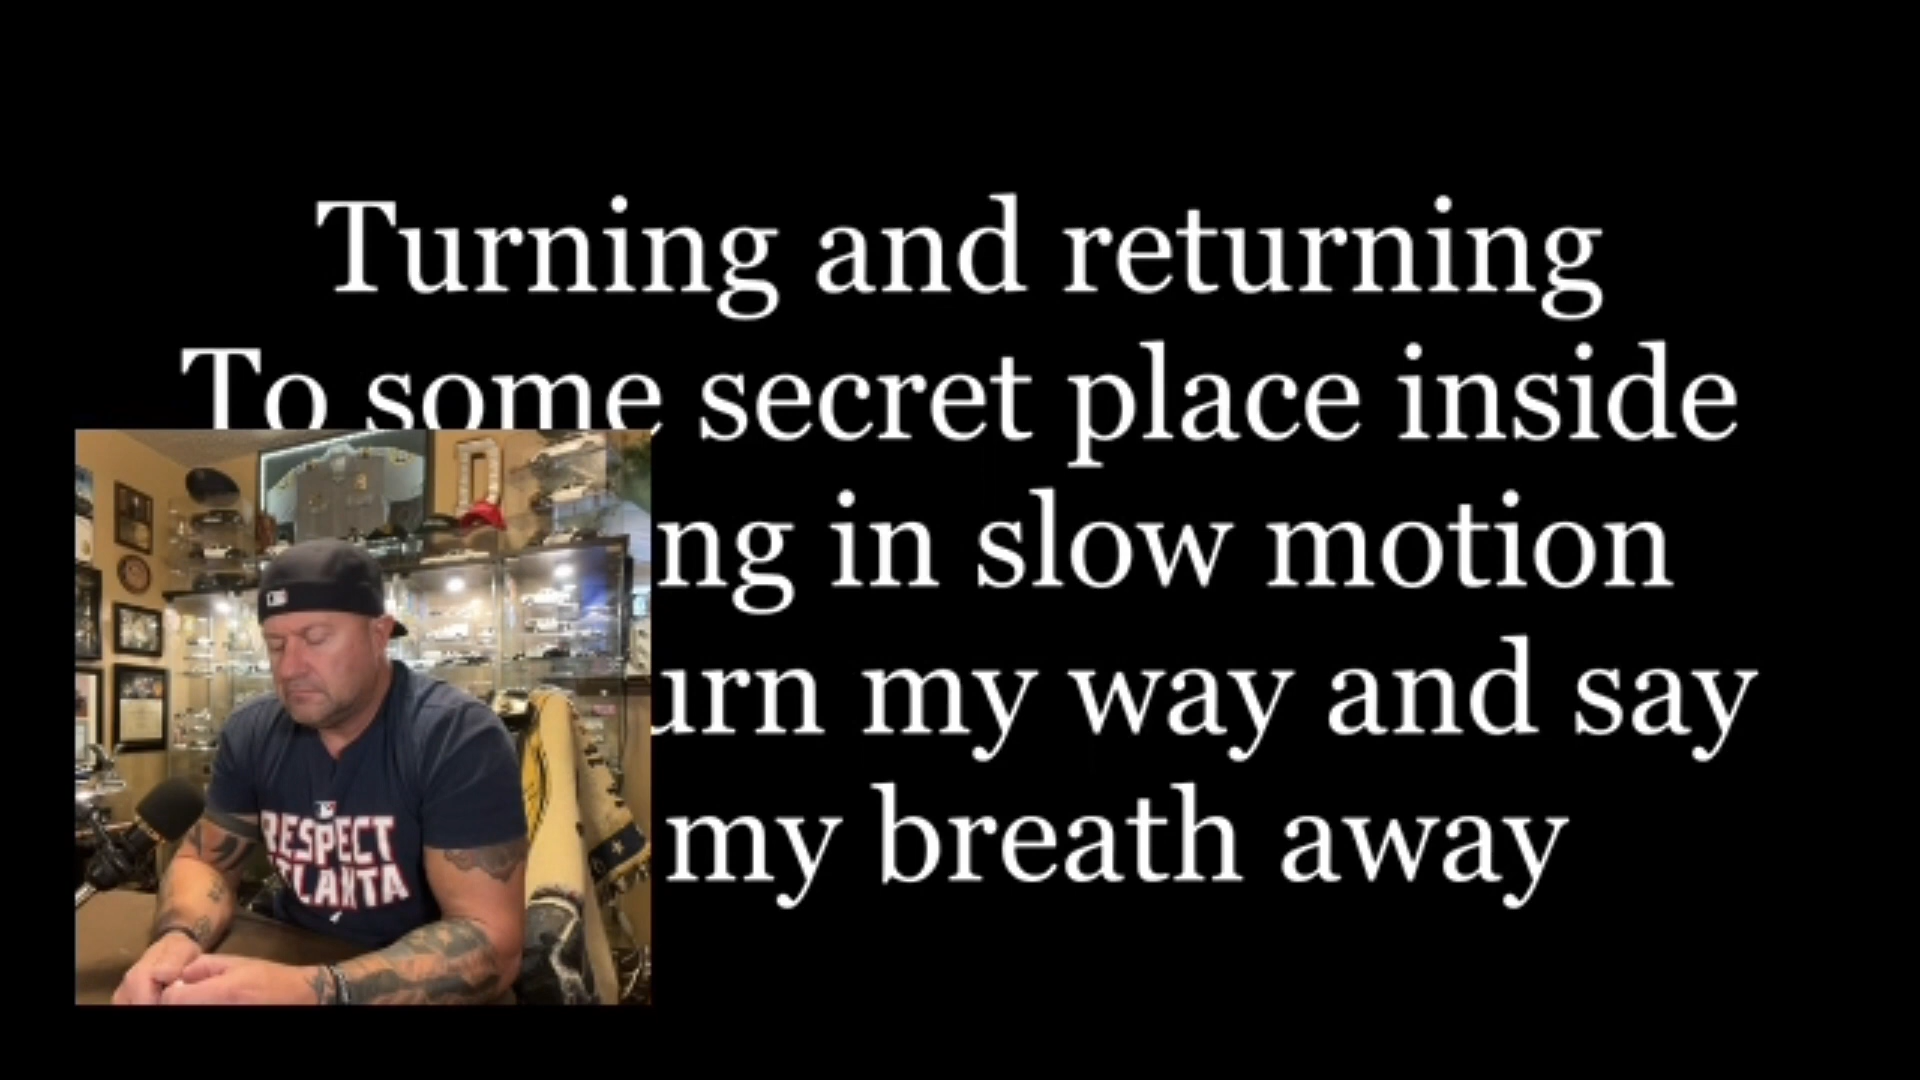 Turning and returning
To some secret place inside
ng in slow motion
urn my way and say
my breath away
RESPECT
ATLANTA